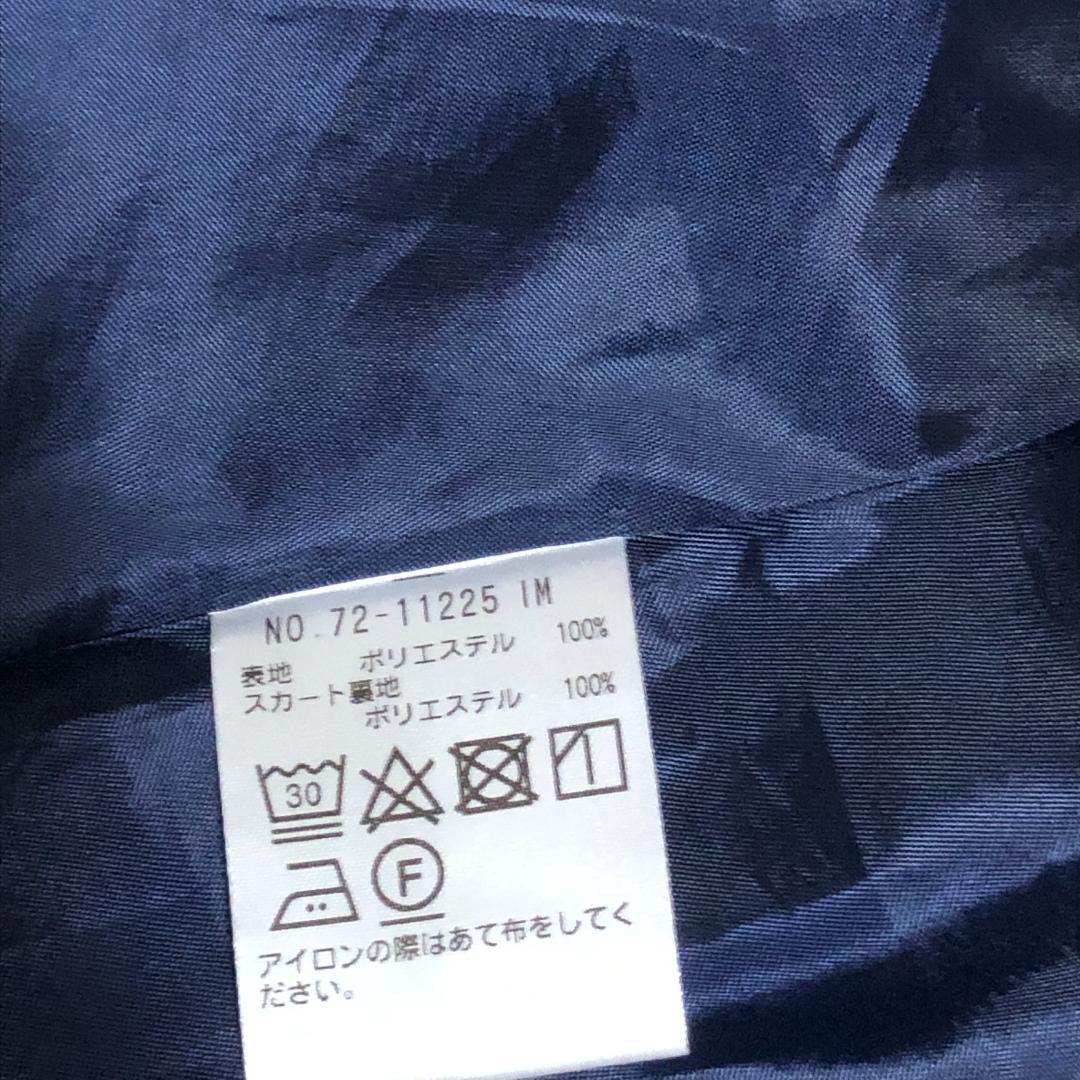 NO.72-11225 IM
表地 ポリエステル 100%
スカート裏地
ポリエステル 100%
30
F
アイロンの際はあて布をしてく
ださい。